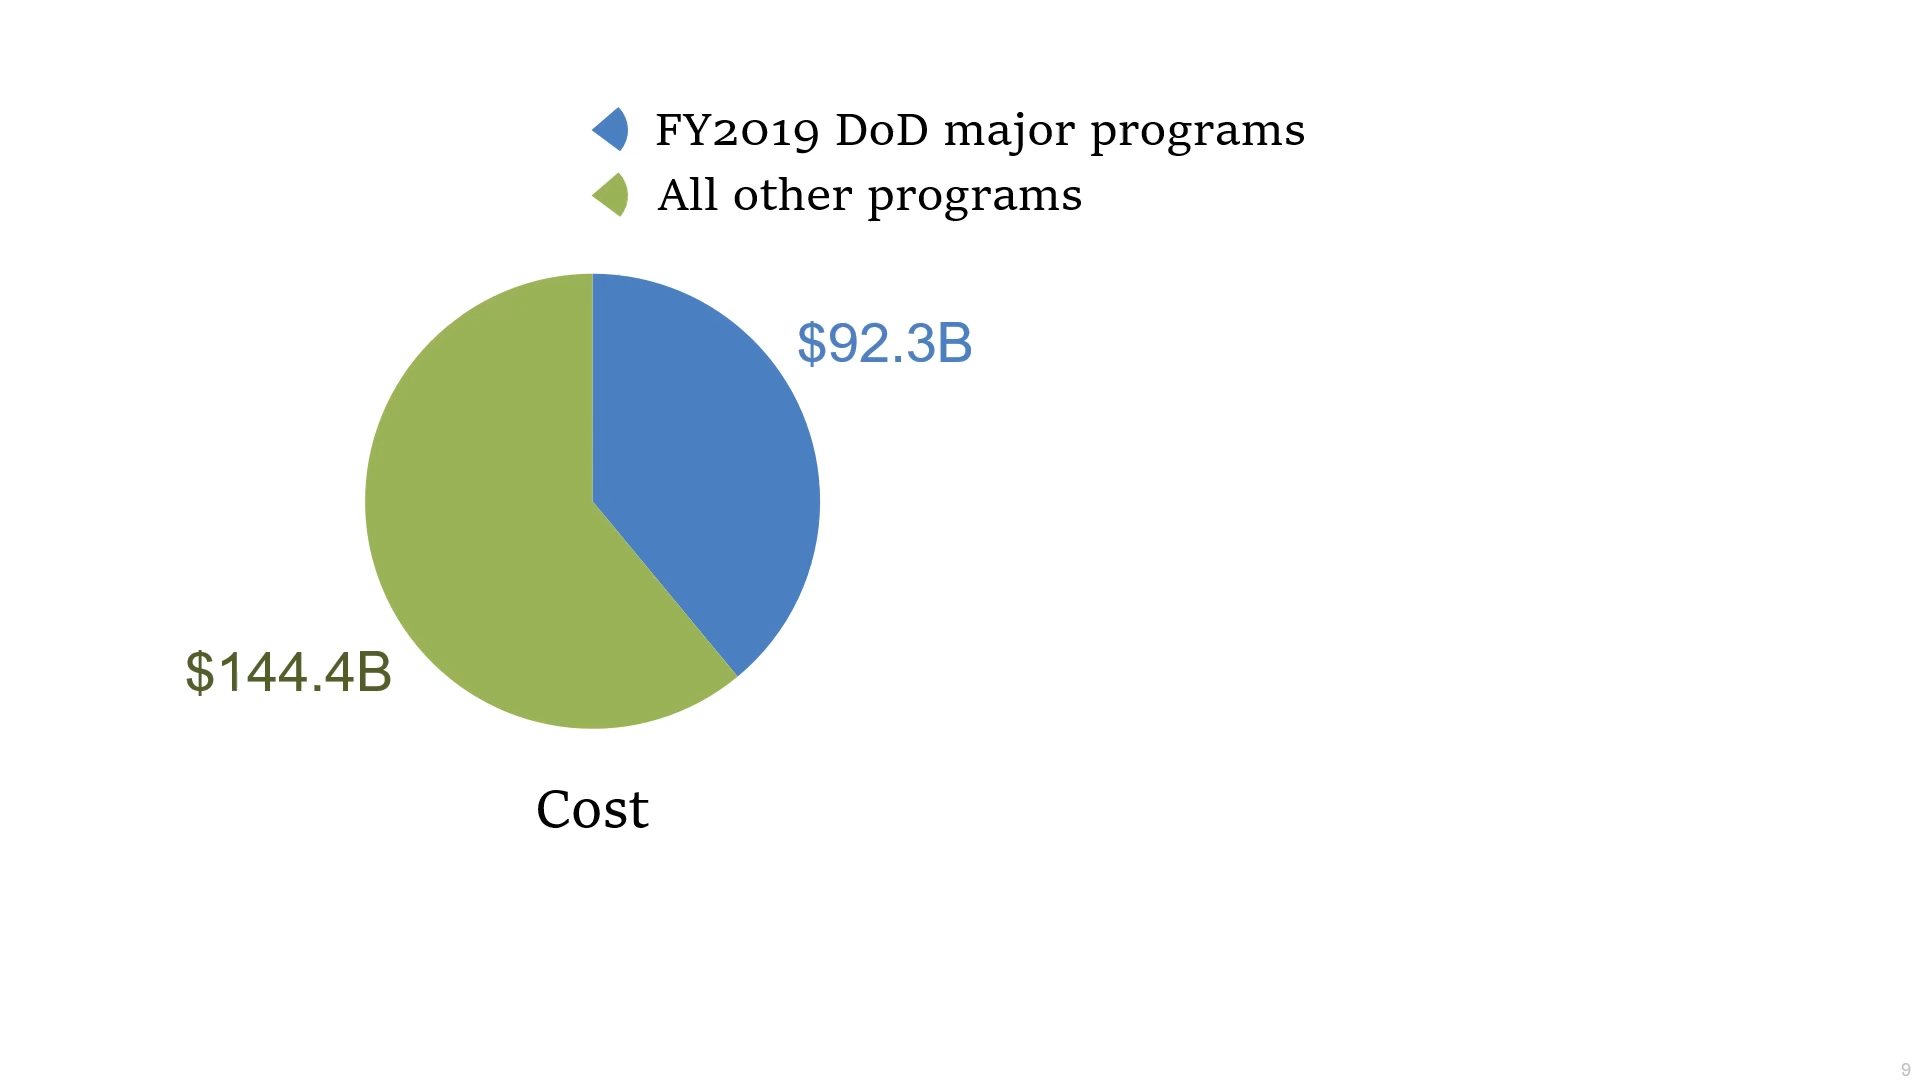 FY2019 DoD major programs
All other programs
$92.3B
$144.4B
Cost
9